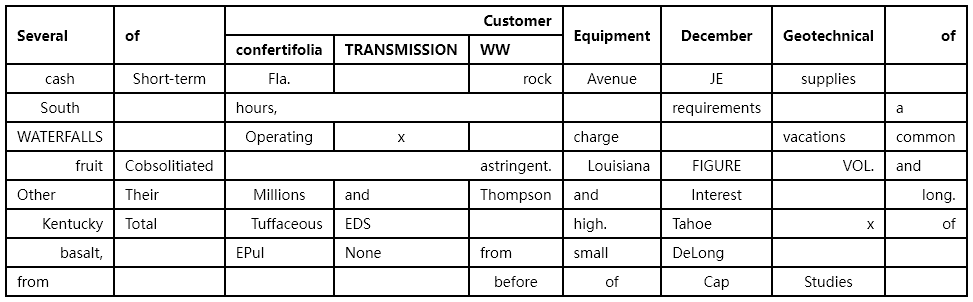 Several of Customer Equipment December Geotechnical of
confertifolia TRANSMISSION WW
cash Short-term Fla. rock Avenue JE supplies
South hours, requirements a
WATERFALLS Operating x charge vacations common
fruit Cobsolitiated astringent. Louisiana FIGURE VOL. and
Other Their Millions and Thompson and Interest long.
Kentucky Total Tuffaceous EDS high. Tahoe x of
basalt, EPul None from small DeLong
from before of Cap Studies